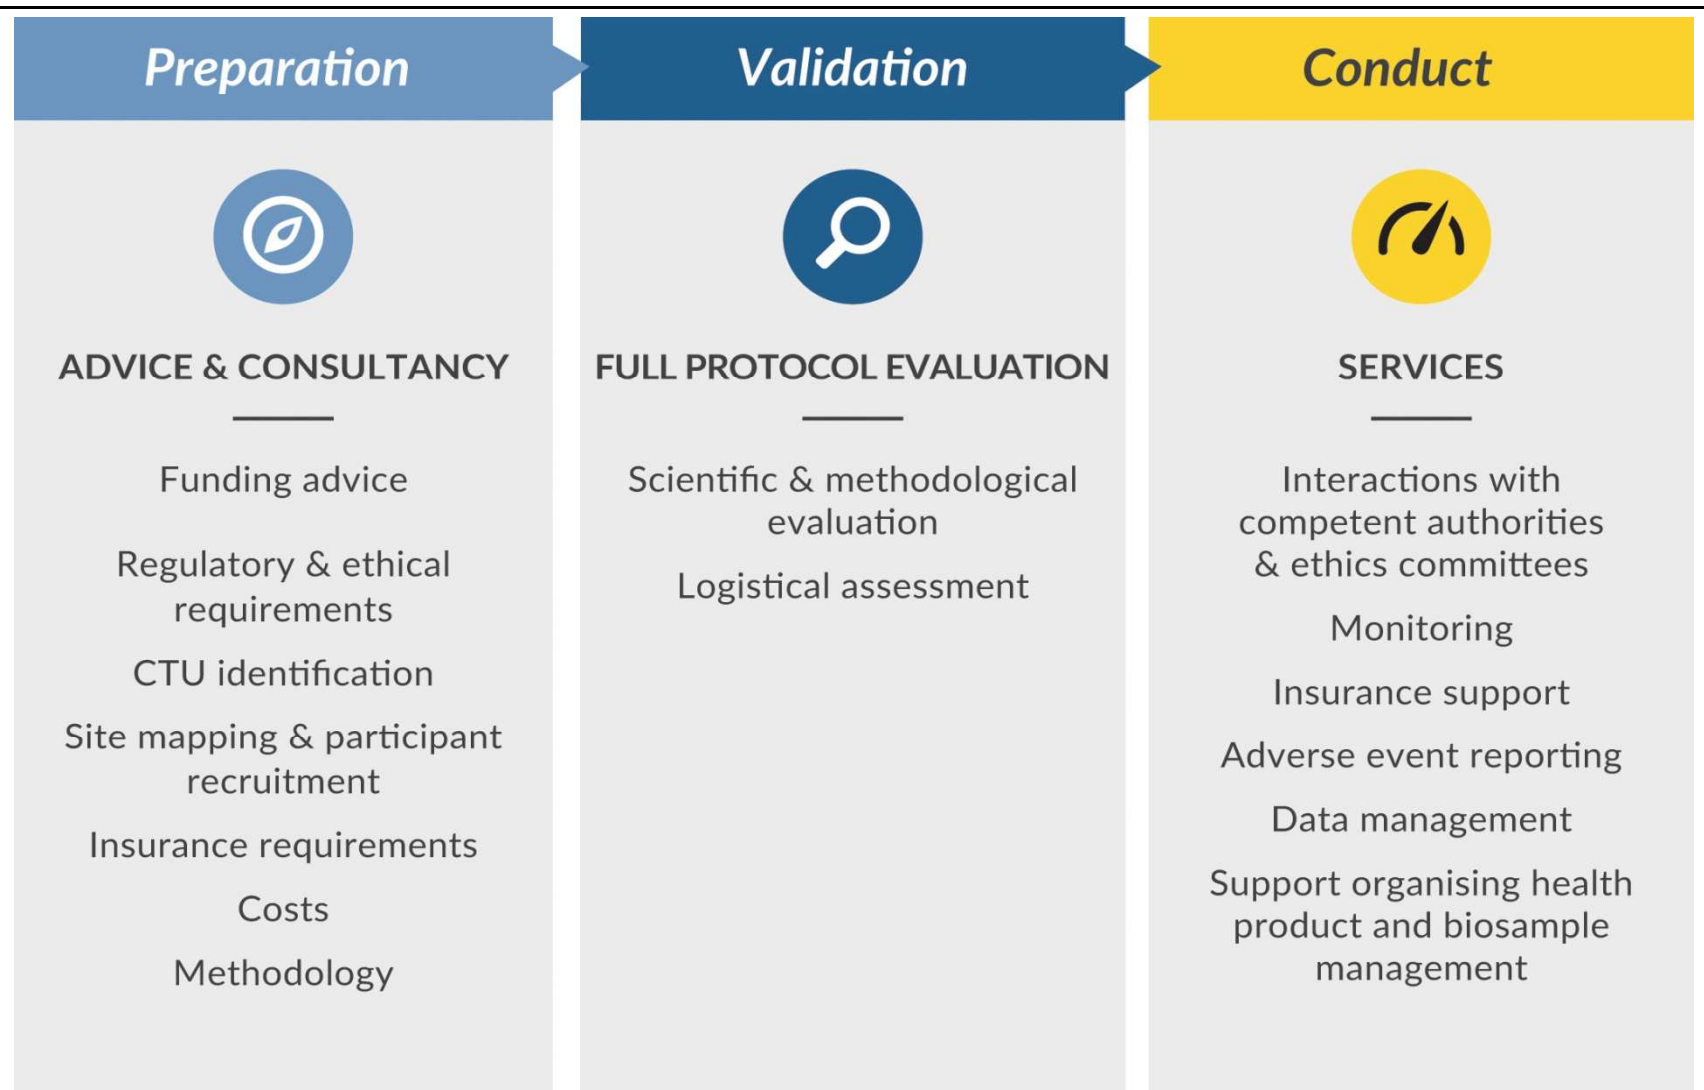 Preparation
ADVICE & CONSULTANCY
Funding advice
Regulatory & ethical
requirements
CTU identification
Site mapping & participant
recruitment
Insurance requirements
Costs
Methodology
Validation
FULL PROTOCOL EVALUATION
Scientific & methodological
evaluation
Logistical assessment
Conduct
SERVICES
Interactions with
competent authorities
& ethics committees
Monitoring
Insurance support
Adverse event reporting
Data management
Support organising health
product and biosample
management